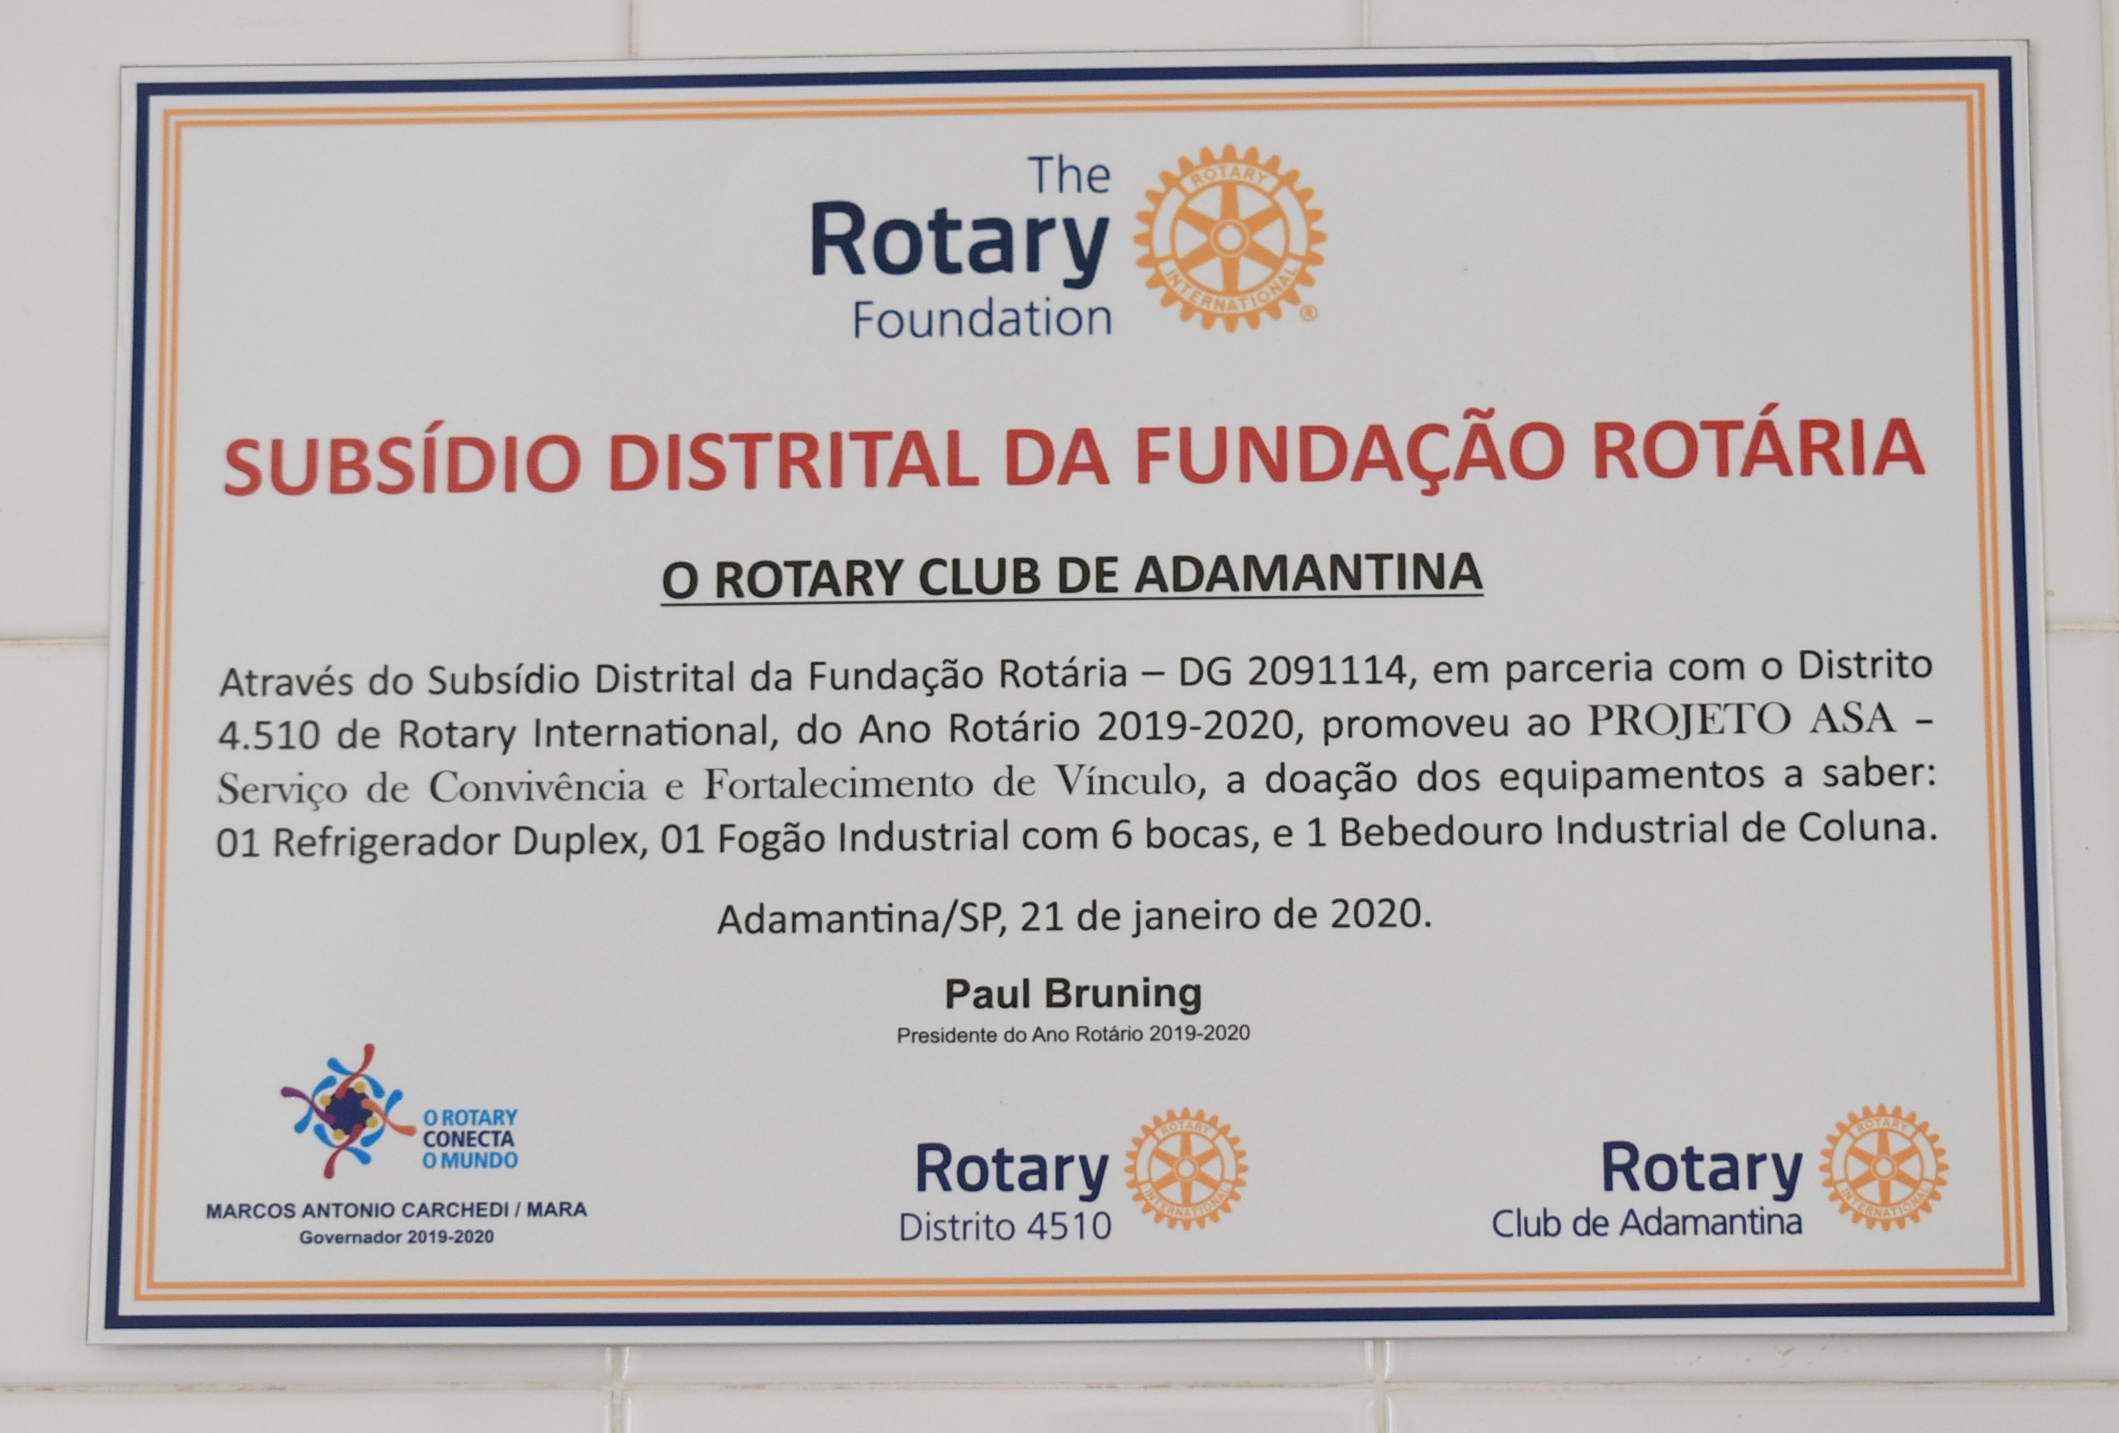 The
Rotary
Foundation
ROTARY
INTERNATIONAL
®
SUBSÍDIO DISTRITAL DA FUNDAÇÃO ROTÁRIA
O ROTARY CLUB DE ADAMANTINA
Através do Subsídio Distrital da Fundação Rotária – DG 2091114, em parceria com o Distrito
4.510 de Rotary International, do Ano Rotário 2019-2020, promoveu ao PROJETO ASA –
Serviço de Convivência e Fortalecimento de Vínculo, a doação dos equipamentos a saber:
01 Refrigerador Duplex, 01 Fogão Industrial com 6 bocas, e 1 Bebedouro Industrial de Coluna.
Adamantina/SP, 21 de janeiro de 2020.
Paul Bruning
Presidente do Ano Rotário 2019-2020
O ROTARY
CONECTA
O MUNDO
MARCOS ANTONIO CARCHEDI / MARA
Governador 2019-2020
Rotary
Distrito 4510
ROTARY
INTERNATIONAL
Rotary
Club de Adamantina
ROTARY
INTERNATIONAL